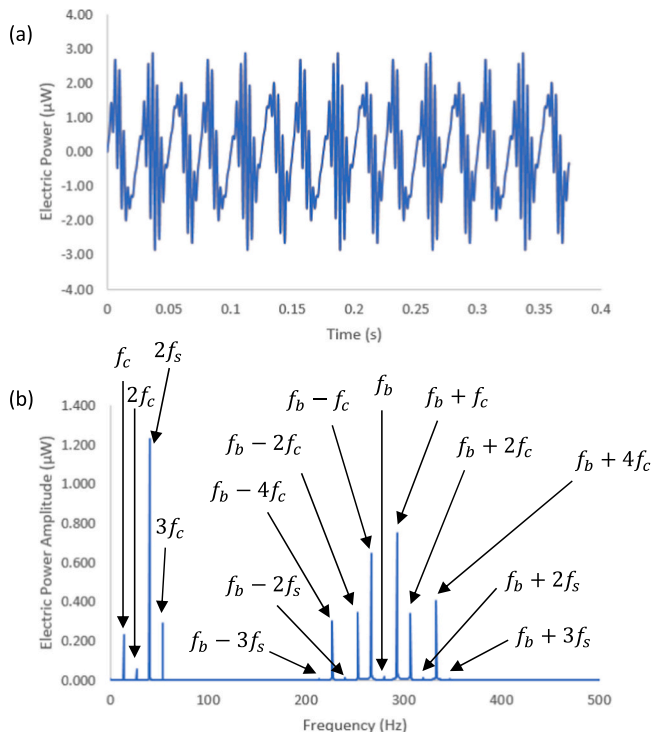 (a)
Electric Power (µW)
4.00
3.00
2.00
1.00
0.00
-1.00
-2.00
-3.00
-4.00
0 0.05 0.1 0.15 0.2 0.25 0.3 0.35 0.4
Time (s)
(b)
Electric Power Amplitude (µW)
1.400
1.200
1.000
0.800
0.600
0.400
0.200
0.000
f_c
2f_c
2f_s
3f_c
f_b − 3f_s
f_b − 2f_s
f_b − 4f_c
f_b − 2f_c
f_b − f_c
f_b
f_b + f_c
f_b + 2f_c
f_b + 4f_c
f_b + 2f_s
f_b + 3f_s
0 100 200 300 400 500
Frequency (Hz)